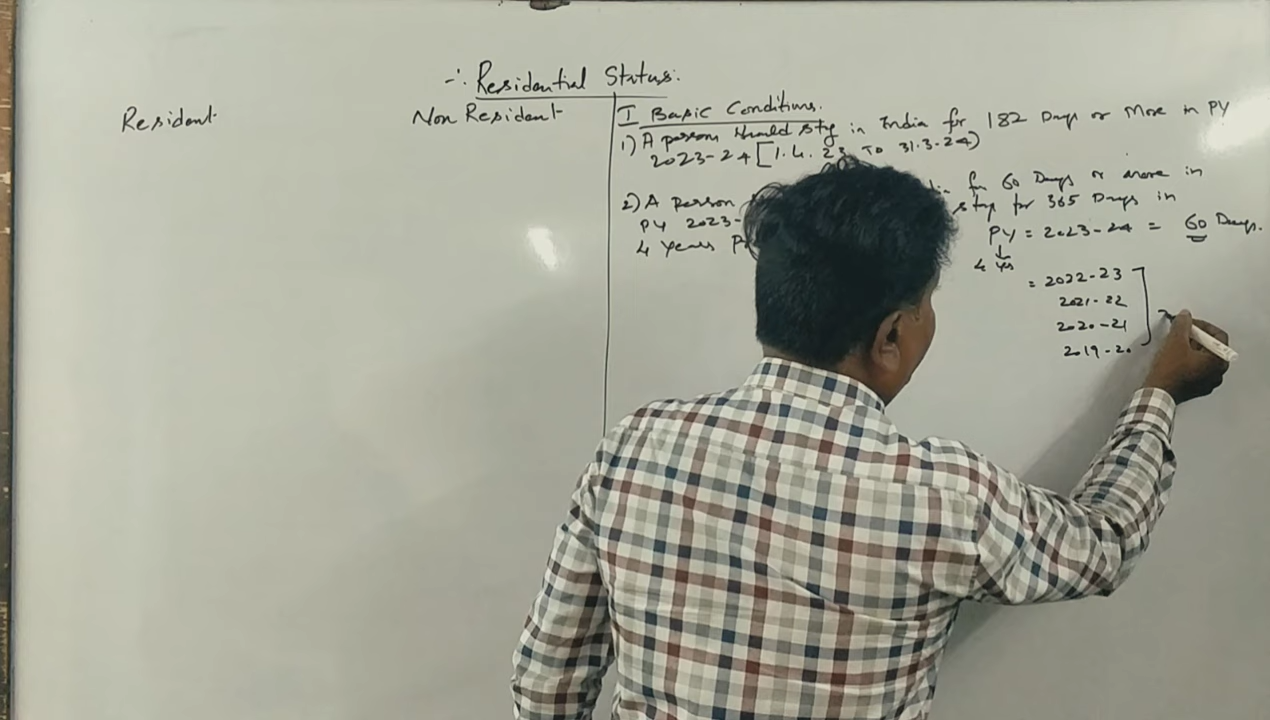 -: Residential Status:
Resident
Non Resident
I Basic Conditions.
1) A person should stay in India for 182 Days or More in PY
2023-24 [1.4.23 TO 31.3.24)
2) A person for 60 Days or more in
PY 2023- stay for 365 Days in
4 years
PY = 2023-24 = 60 Days.
↓
4 yrs
= 2022-23
2021-22
2020-21
2019-20